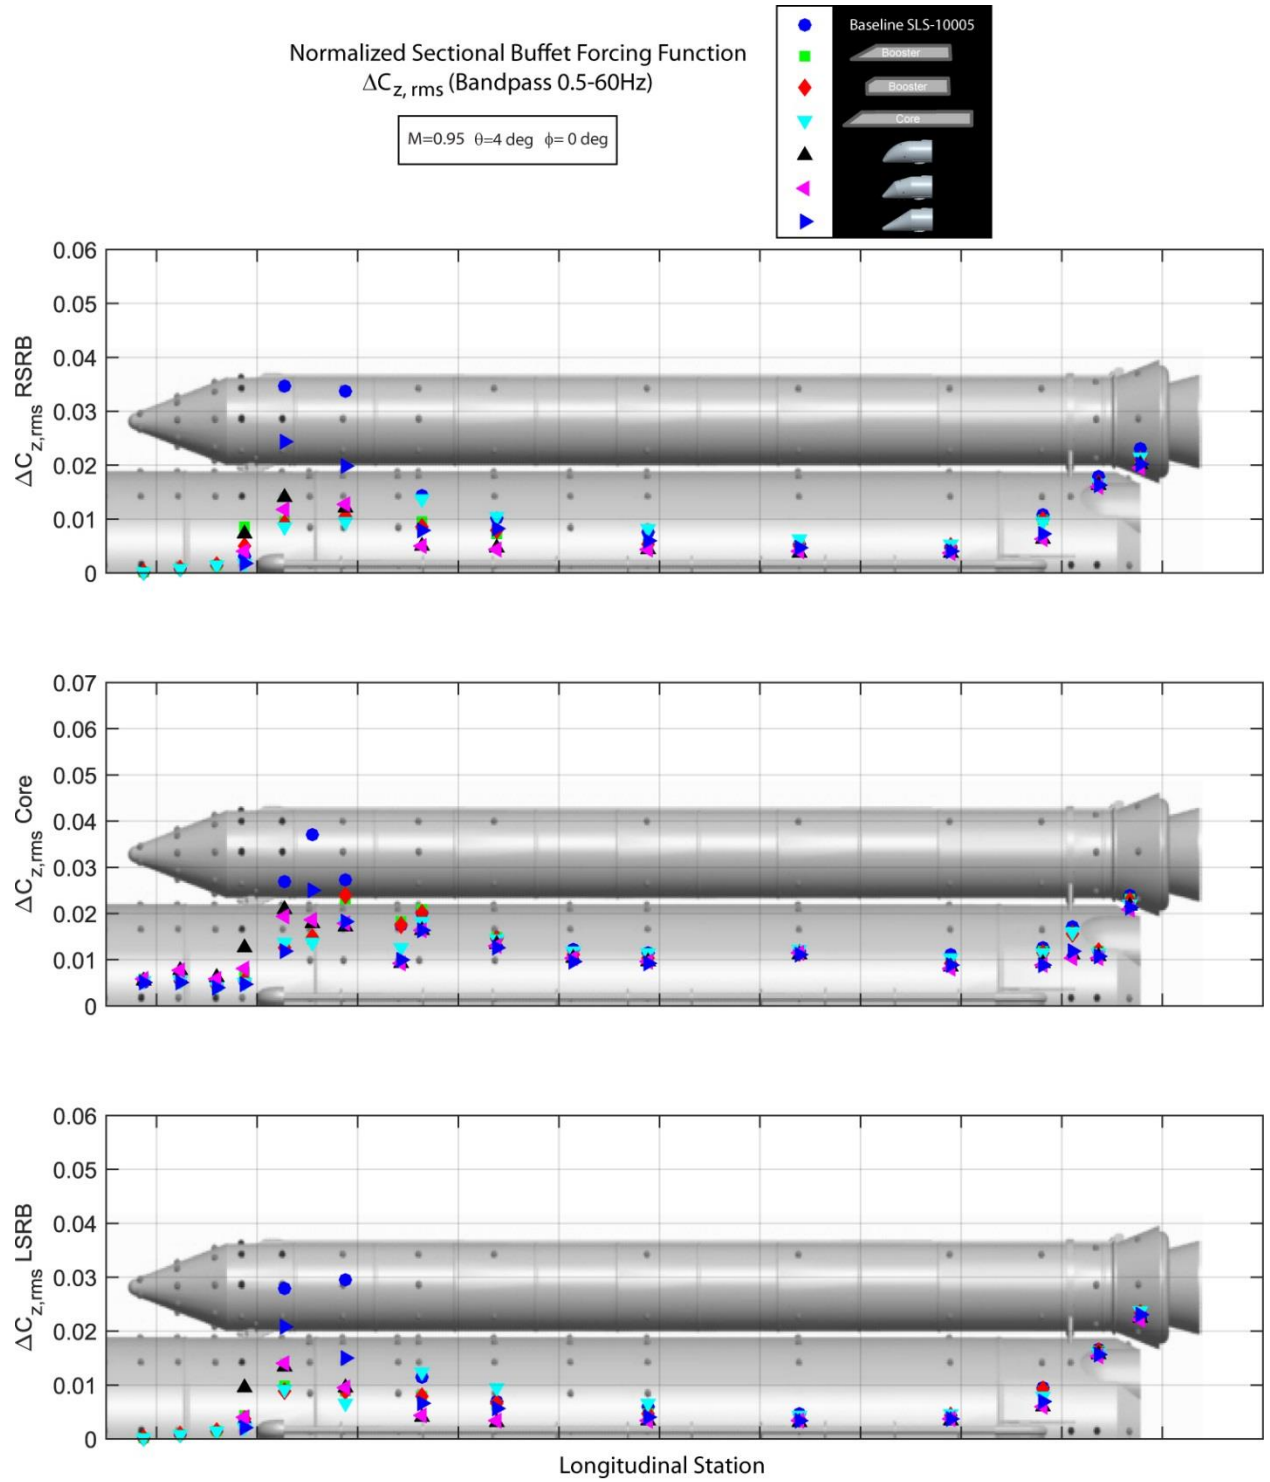 Normalized Sectional Buffet Forcing Function
ΔCz, rms (Bandpass 0.5-60Hz)
M=0.95 θ=4 deg ϕ= 0 deg
Baseline SLS-10005
Booster
Booster
Core
0.06
0.05
0.04
0.03
0.02
0.01
0
ΔCz,rms RSRB
0.07
0.06
0.05
0.04
0.03
0.02
0.01
0
ΔCz,rms Core
0.06
0.05
0.04
0.03
0.02
0.01
0
ΔCz,rms LSRB
Longitudinal Station